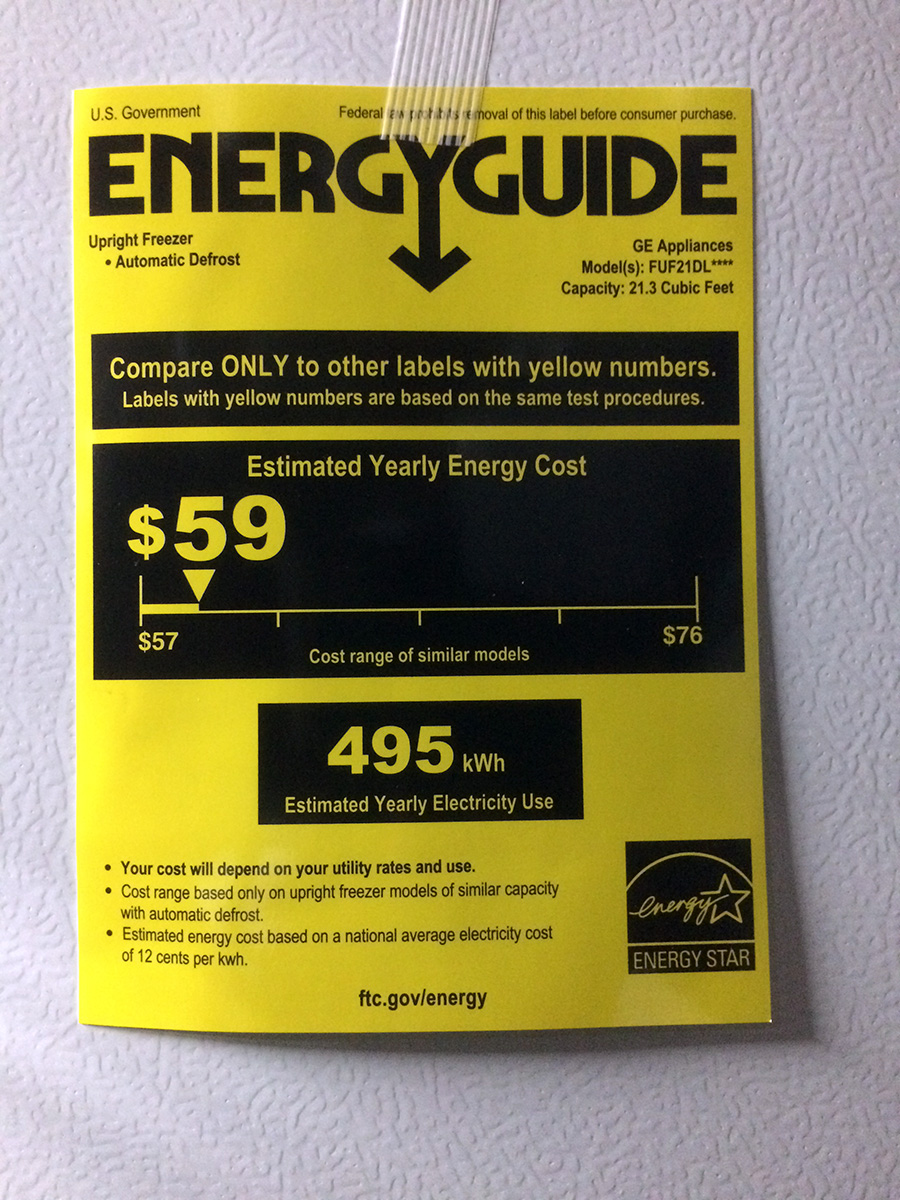 U.S. Government
Federal law prohibits removal of this label before consumer purchase.
ENERGYGUIDE
Upright Freezer
• Automatic Defrost
GE Appliances
Model(s): FUF21DL****
Capacity: 21.3 Cubic Feet
Compare ONLY to other labels with yellow numbers.
Labels with yellow numbers are based on the same test procedures.
Estimated Yearly Energy Cost
$59
$57
$76
Cost range of similar models
495 kWh
Estimated Yearly Electricity Use
• Your cost will depend on your utility rates and use.
• Cost range based only on upright freezer models of similar capacity
with automatic defrost.
• Estimated energy cost based on a national average electricity cost
of 12 cents per kwh.
energy
ENERGY STAR
ftc.gov/energy